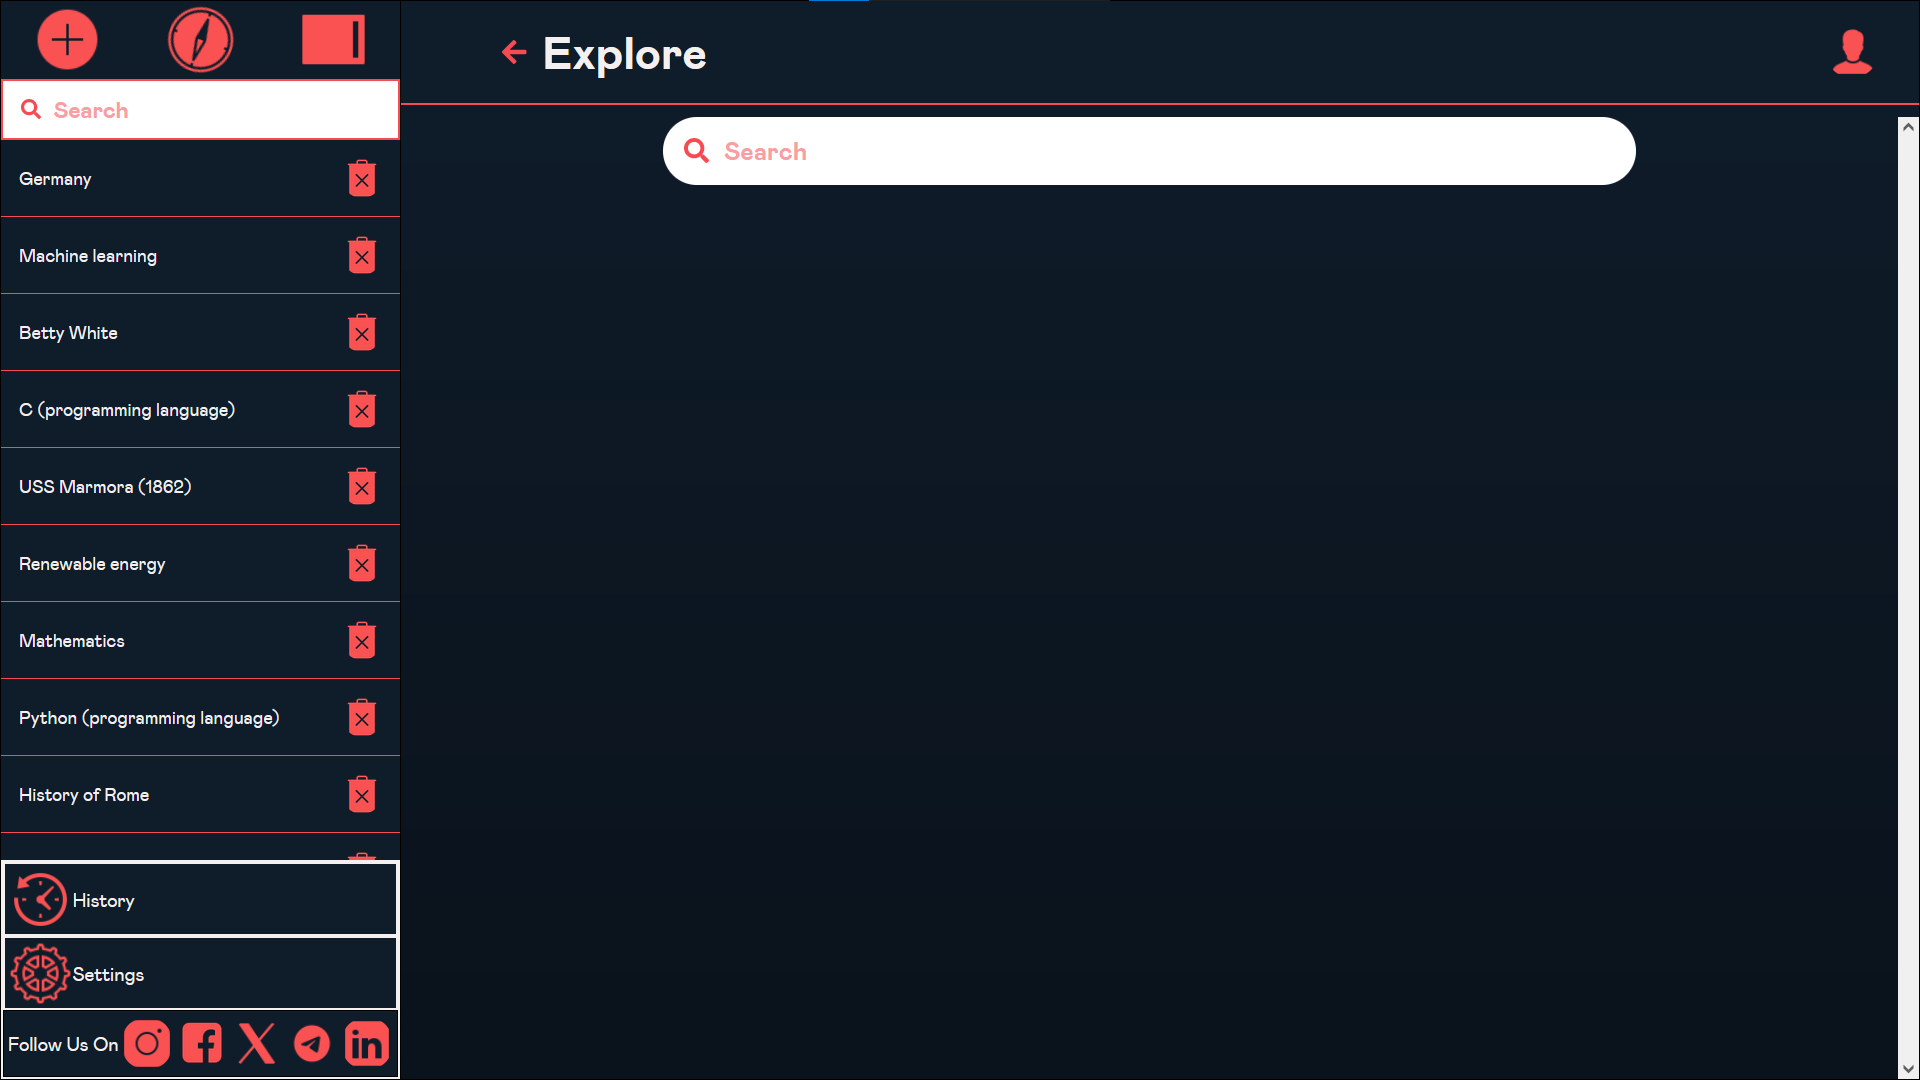 Search
Germany
Machine learning
Betty White
C (programming language)
USS Marmora (1862)
Renewable energy
Mathematics
Python (programming language)
History of Rome
History
Settings
Follow Us On
Explore
Search